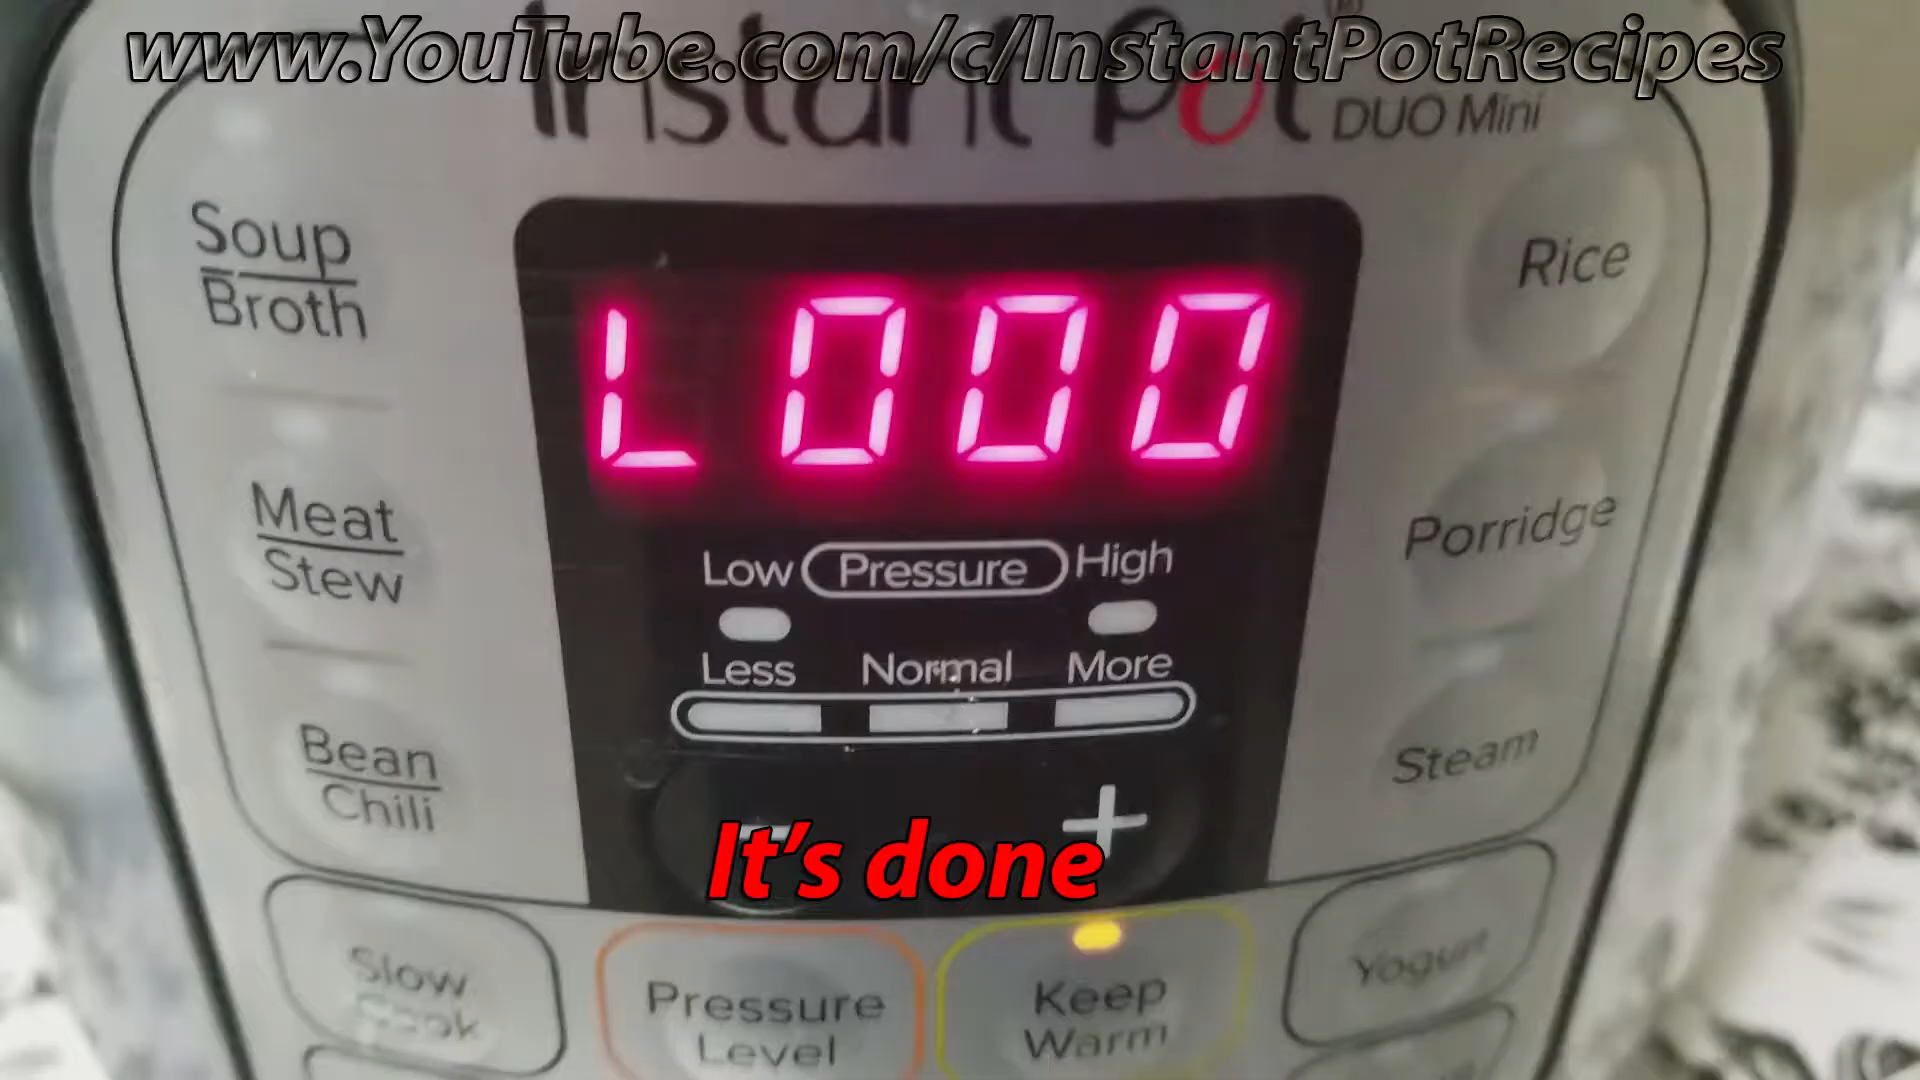 www.YouTube.com/c/InstantPotRecipes
Instant Pot
DUO Mini
Soup
Broth
Rice
L000
Meat
Stew
Low Pressure High
Porridge
Less Normal More
Bean
Chili
Steam
- +
It's done
Slow
Cook
Pressure
Level
Keep
Warm
Yogurt